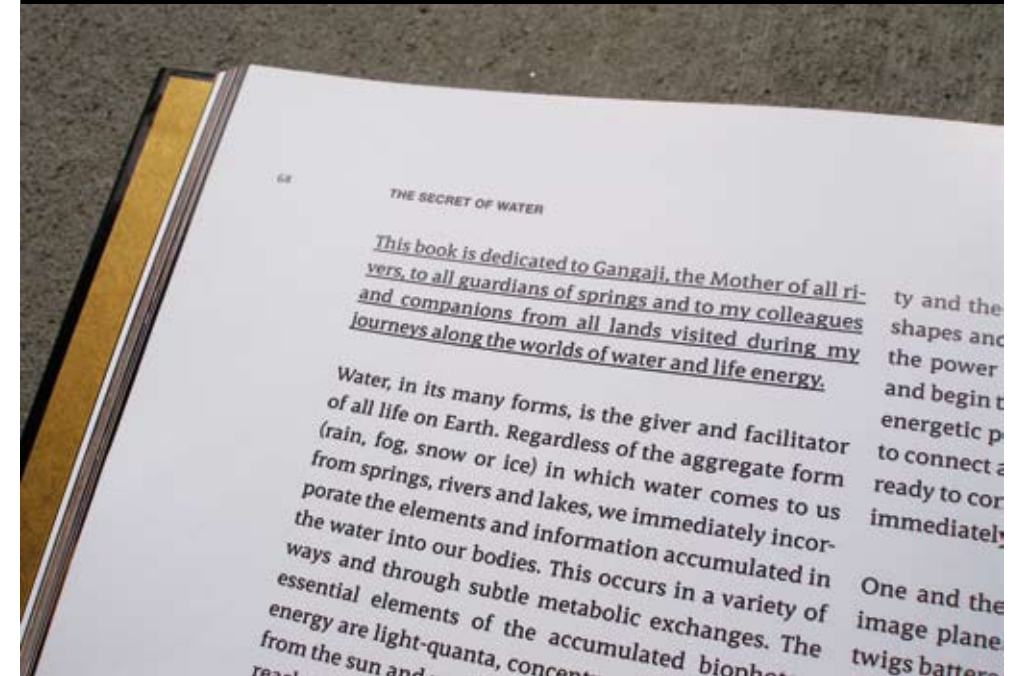 68
THE SECRET OF WATER
This book is dedicated to Gangaji, the Mother of all ri-
vers, to all guardians of springs and to my colleagues
and companions from all lands visited during my
journeys along the worlds of water and life energy.
Water, in its many forms, is the giver and facilitator
of all life on Earth. Regardless of the aggregate form
(rain, fog, snow or ice) in which water comes to us
from springs, rivers and lakes, we immediately incor-
porate the elements and information accumulated in
the water into our bodies. This occurs in a variety of
ways and through subtle metabolic exchanges. The
essential elements of the accumulated
energy are light-quanta,
from the sun and
ty and the
shapes
the power
and begin
energetic
to connect
ready to
immediately
One and the
image plane.
twigs